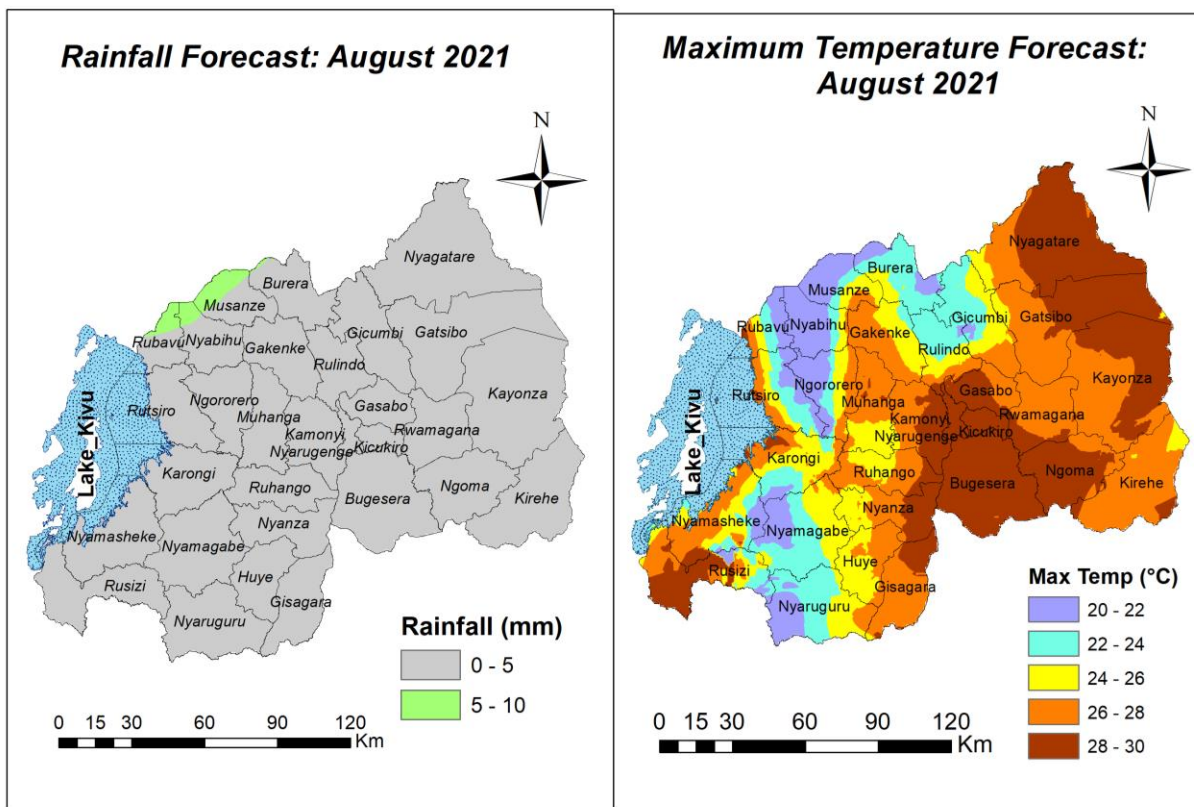 Rainfall Forecast: August 2021
N
Nyagatare
Burera
Musanze
Gicumbi
Gatsibo
Rubavu
Nyabihu
Gakenke
Rulindo
Kayonza
Rutsiro
Ngororero
Muhanga
Gasabo
Rwamagana
Kamonyi
Kicukiro
Nyarugenge
Lake_Kivu
Karongi
Ruhango
Bugesera
Ngoma
Kirehe
Nyamasheke
Nyanza
Nyamagabe
Rusizi
Huye
Gisagara
Nyaruguru
Rainfall (mm)
0 - 5
5 - 10
0 15 30 60 90 120
Km
Maximum Temperature Forecast:
August 2021
N
Nyagatare
Burera
Musanze
Gicumbi
Gatsibo
Rubavu
Nyabihu
Gakenke
Rulindo
Kayonza
Rutsiro
Ngororero
Muhanga
Gasabo
Rwamagana
Kamonyi
Kicukiro
Nyarugenge
Lake_Kivu
Karongi
Ruhango
Bugesera
Ngoma
Kirehe
Nyamasheke
Nyanza
Nyamagabe
Rusizi
Huye
Gisagara
Nyaruguru
Max Temp (°C)
20 - 22
22 - 24
24 - 26
26 - 28
28 - 30
0 15 30 60 90 120
Km